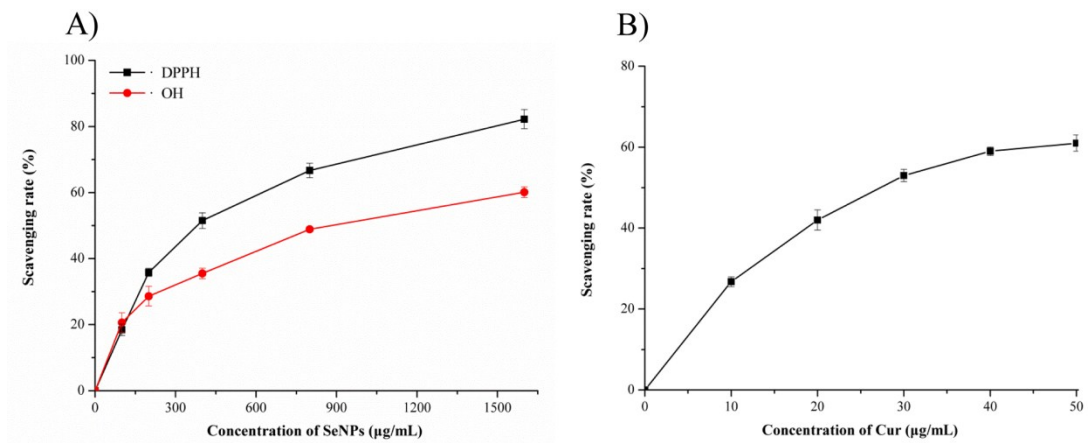 A)
100
80
60
40
20
0
Scavenging rate (%)
· DPPH
· OH
0
300
600
900
1200
1500
Concentration of SeNPs (μg/mL)
B)
80
60
40
20
0
Scavenging rate (%)
0
10
20
30
40
50
Concentration of Cur (μg/mL)